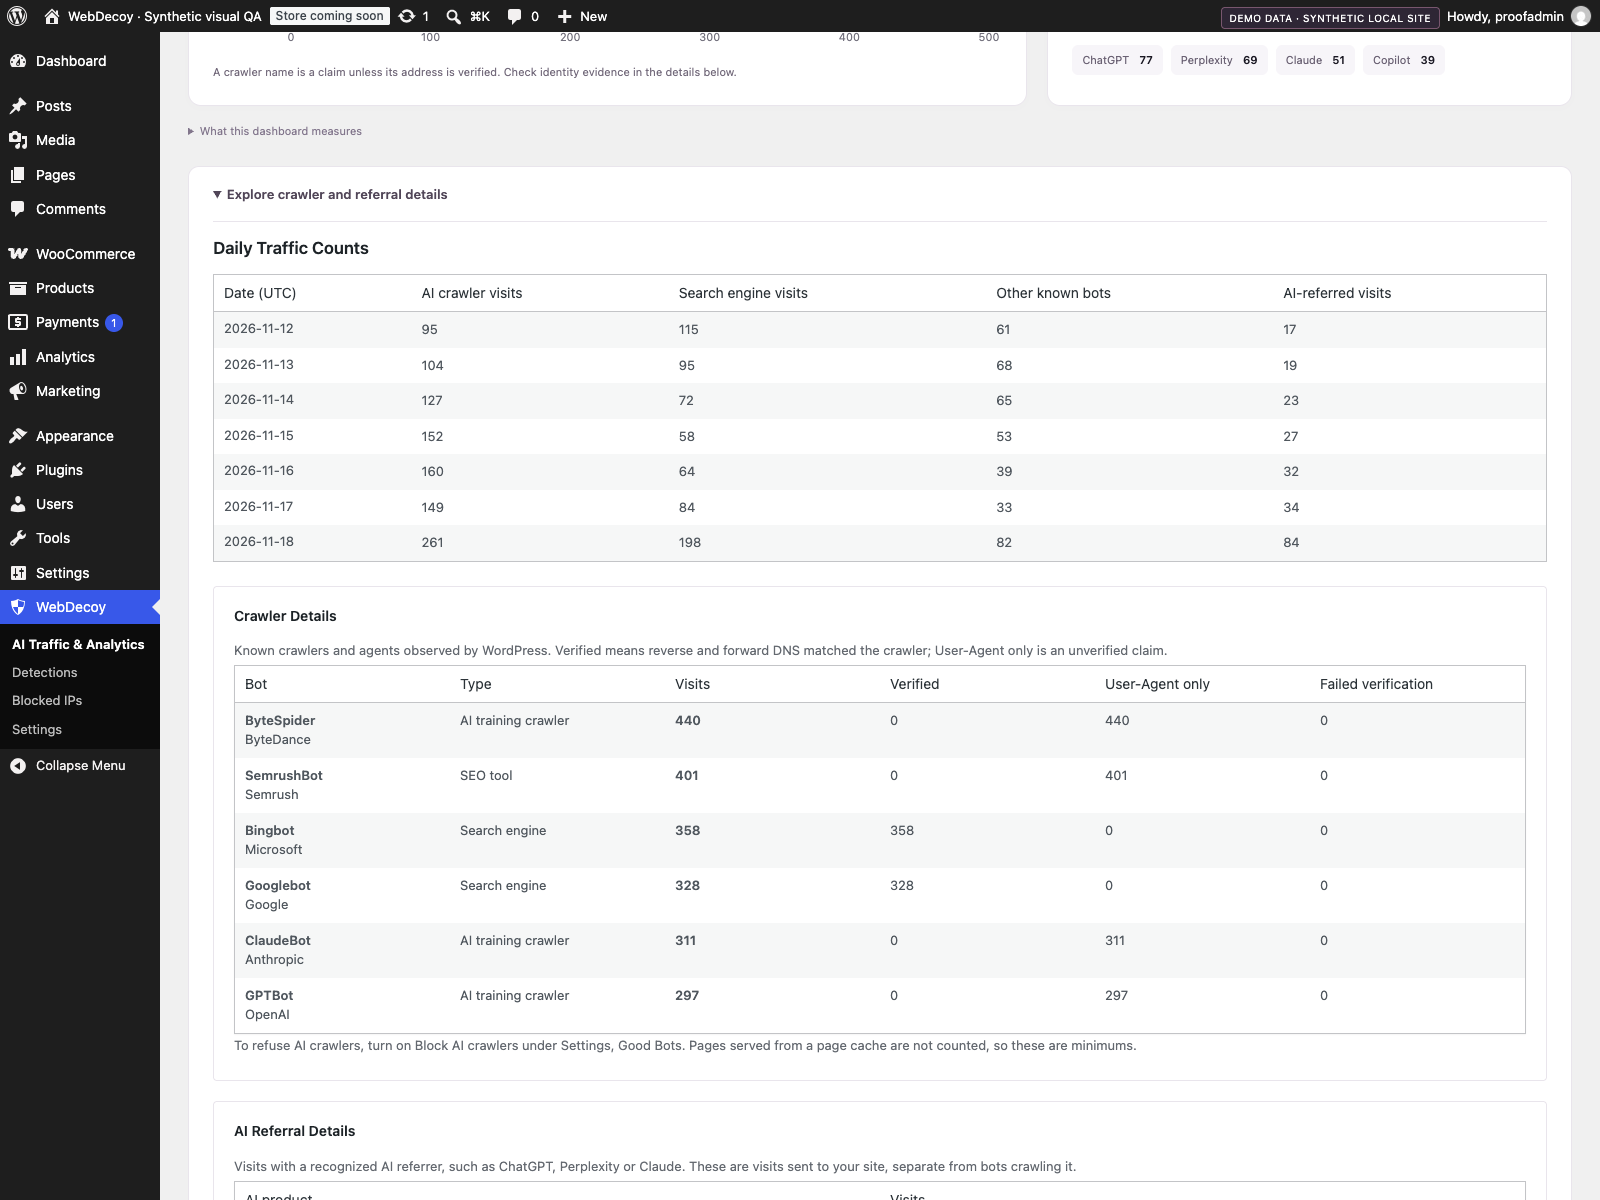 WebDecoy · Synthetic visual QA Store coming soon 1 ⌘K 0 New DEMO DATA · SYNTHETIC LOCAL SITE Howdy, proofadmin
Dashboard
Posts
Media
Pages
Comments
WooCommerce
Products
Payments 1
Analytics
Marketing
Appearance
Plugins
Users
Tools
Settings
WebDecoy
AI Traffic & Analytics
Detections
Blocked IPs
Settings
Collapse Menu
0 100 200 300 400 500
A crawler name is a claim unless its address is verified. Check identity evidence in the details below.
ChatGPT 77 Perplexity 69 Claude 51 Copilot 39
What this dashboard measures
Explore crawler and referral details
Daily Traffic Counts
Date (UTC) AI crawler visits Search engine visits Other known bots AI-referred visits
2026-11-12 95 115 61 17
2026-11-13 104 95 68 19
2026-11-14 127 72 65 23
2026-11-15 152 58 53 27
2026-11-16 160 64 39 32
2026-11-17 149 84 33 34
2026-11-18 261 198 82 84
Crawler Details
Known crawlers and agents observed by WordPress. Verified means reverse and forward DNS matched the crawler; User-Agent only is an unverified claim.
Bot Type Visits Verified User-Agent only Failed verification
ByteSpider AI training crawler 440 0 440 0
ByteDance
SemrushBot SEO tool 401 0 401 0
Semrush
Bingbot Search engine 358 358 0 0
Microsoft
Googlebot Search engine 328 328 0 0
Google
ClaudeBot AI training crawler 311 0 311 0
Anthropic
GPTBot AI training crawler 297 0 297 0
OpenAI
To refuse AI crawlers, turn on Block AI crawlers under Settings, Good Bots. Pages served from a page cache are not counted, so these are minimums.
AI Referral Details
Visits with a recognized AI referrer, such as ChatGPT, Perplexity or Claude. These are visits sent to your site, separate from bots crawling it.
AI product Visits